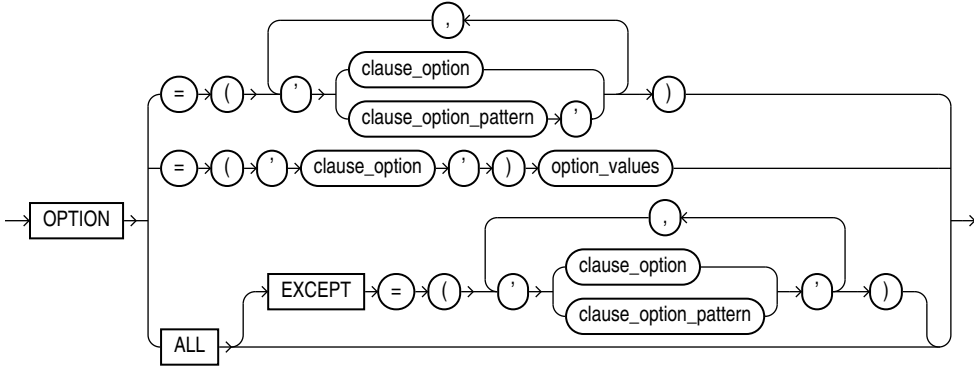 ,
clause_option
= ( ’ clause_option_pattern ’ )
= ( ’ clause_option ’ ) option_values
OPTION
,
clause_option
EXCEPT = ( ’ clause_option_pattern ’ )
ALL